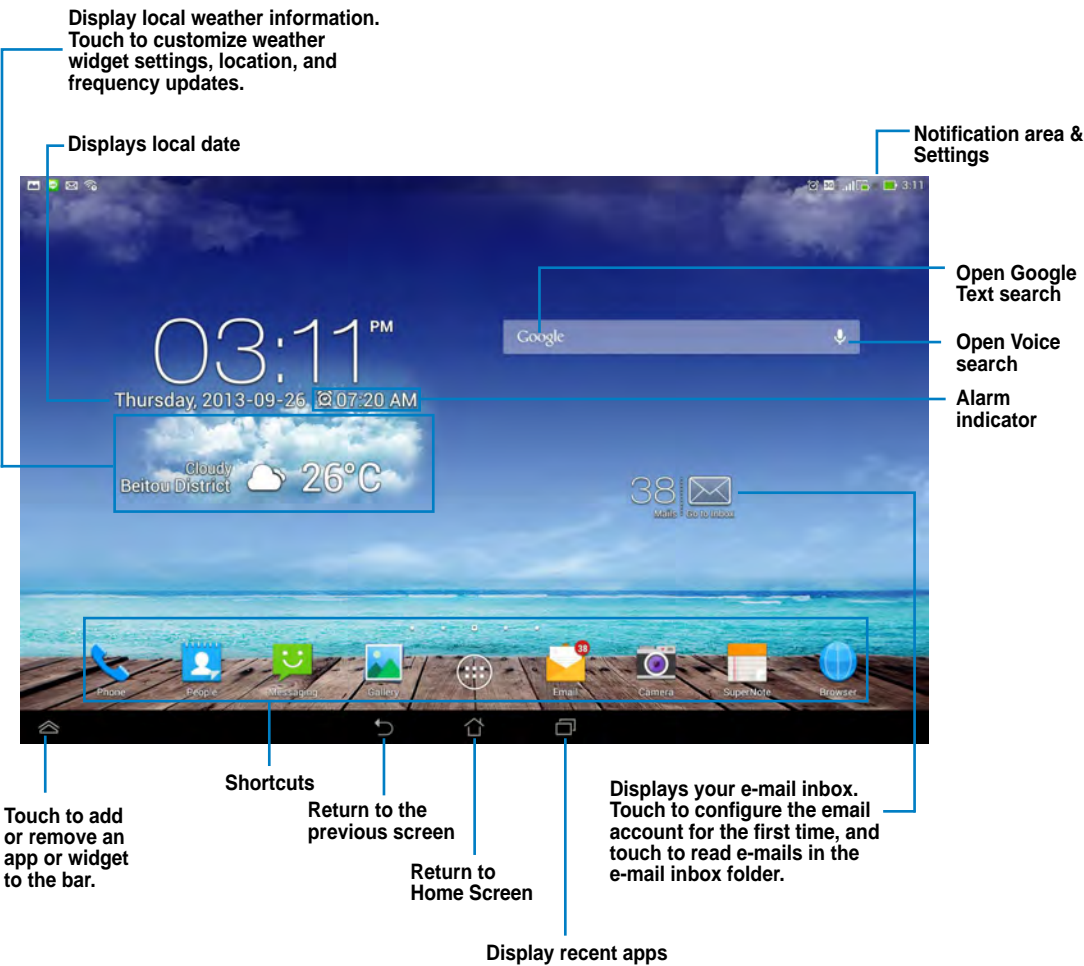 Display local weather information.
Touch to customize weather
widget settings, location, and
frequency updates.
Displays local date
Notification area &
Settings
3G
3:11
Open Google
Text search
03:11 PM
Google
Open Voice
search
Thursday, 2013-09-26
07:20 AM
Alarm
indicator
Cloudy
Beitou District
26°C
38
Mails
Go to Inbox
38
Phone
People
Messaging
Gallery
Email
Camera
SuperNote
Browser
Shortcuts
Touch to add
or remove an
app or widget
to the bar.
Return to the
previous screen
Return to
Home Screen
Displays your e-mail inbox.
Touch to configure the email
account for the first time, and
touch to read e-mails in the
e-mail inbox folder.
Display recent apps